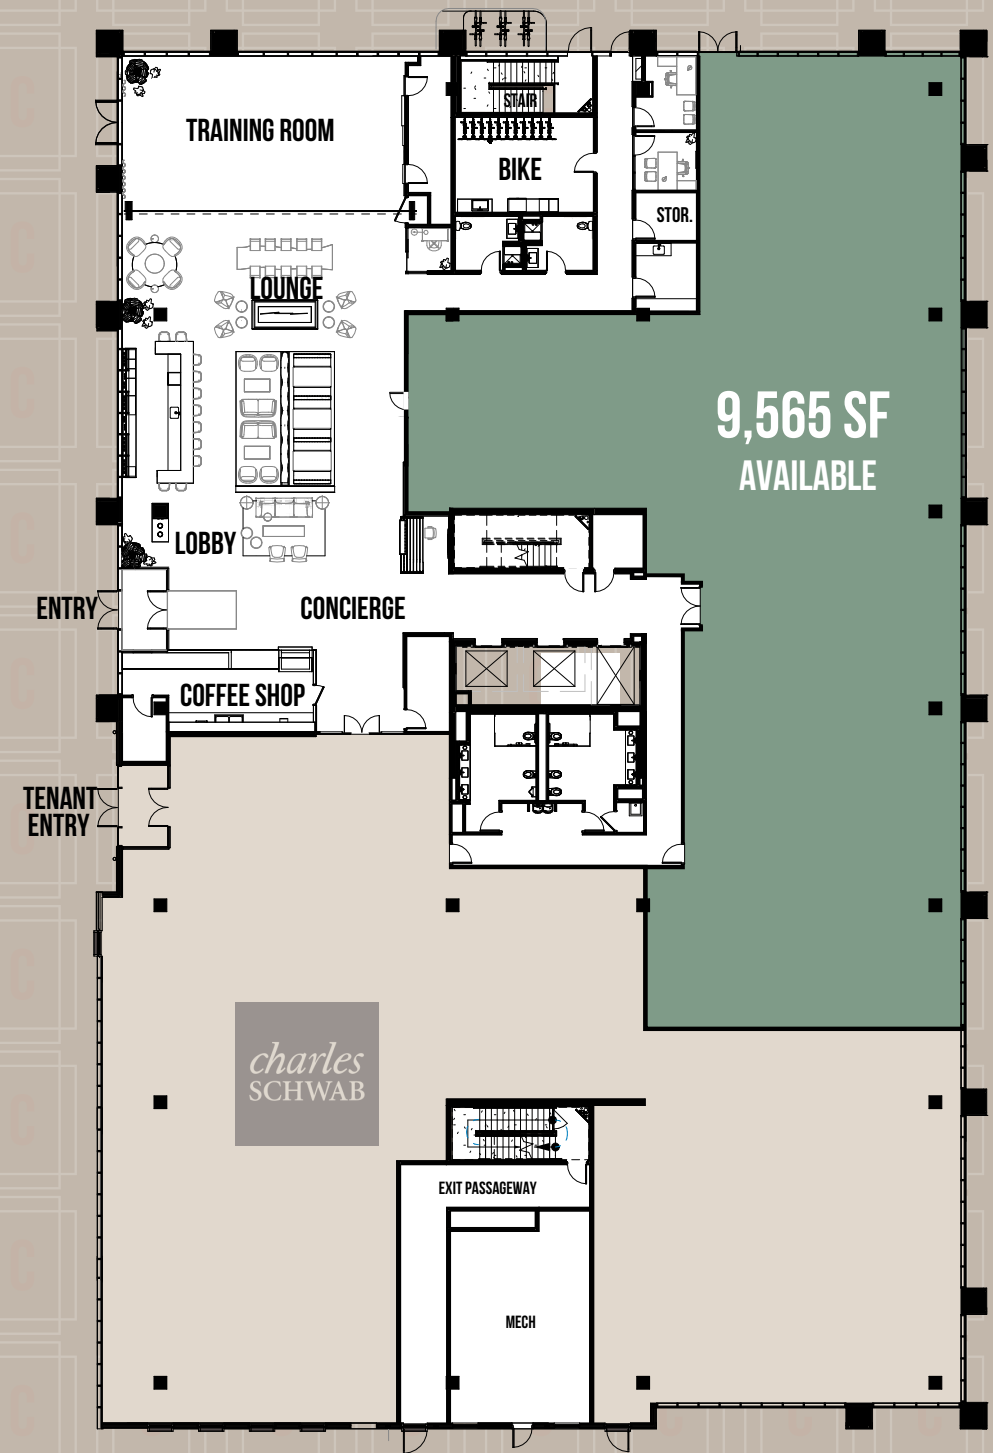 STAIR
TRAINING ROOM
BIKE
STOR.
LOUNGE
9,565 SF
AVAILABLE
LOBBY
ENTRY
CONCIERGE
COFFEE SHOP
TENANT
ENTRY
charles
SCHWAB
EXIT PASSAGEWAY
MECH